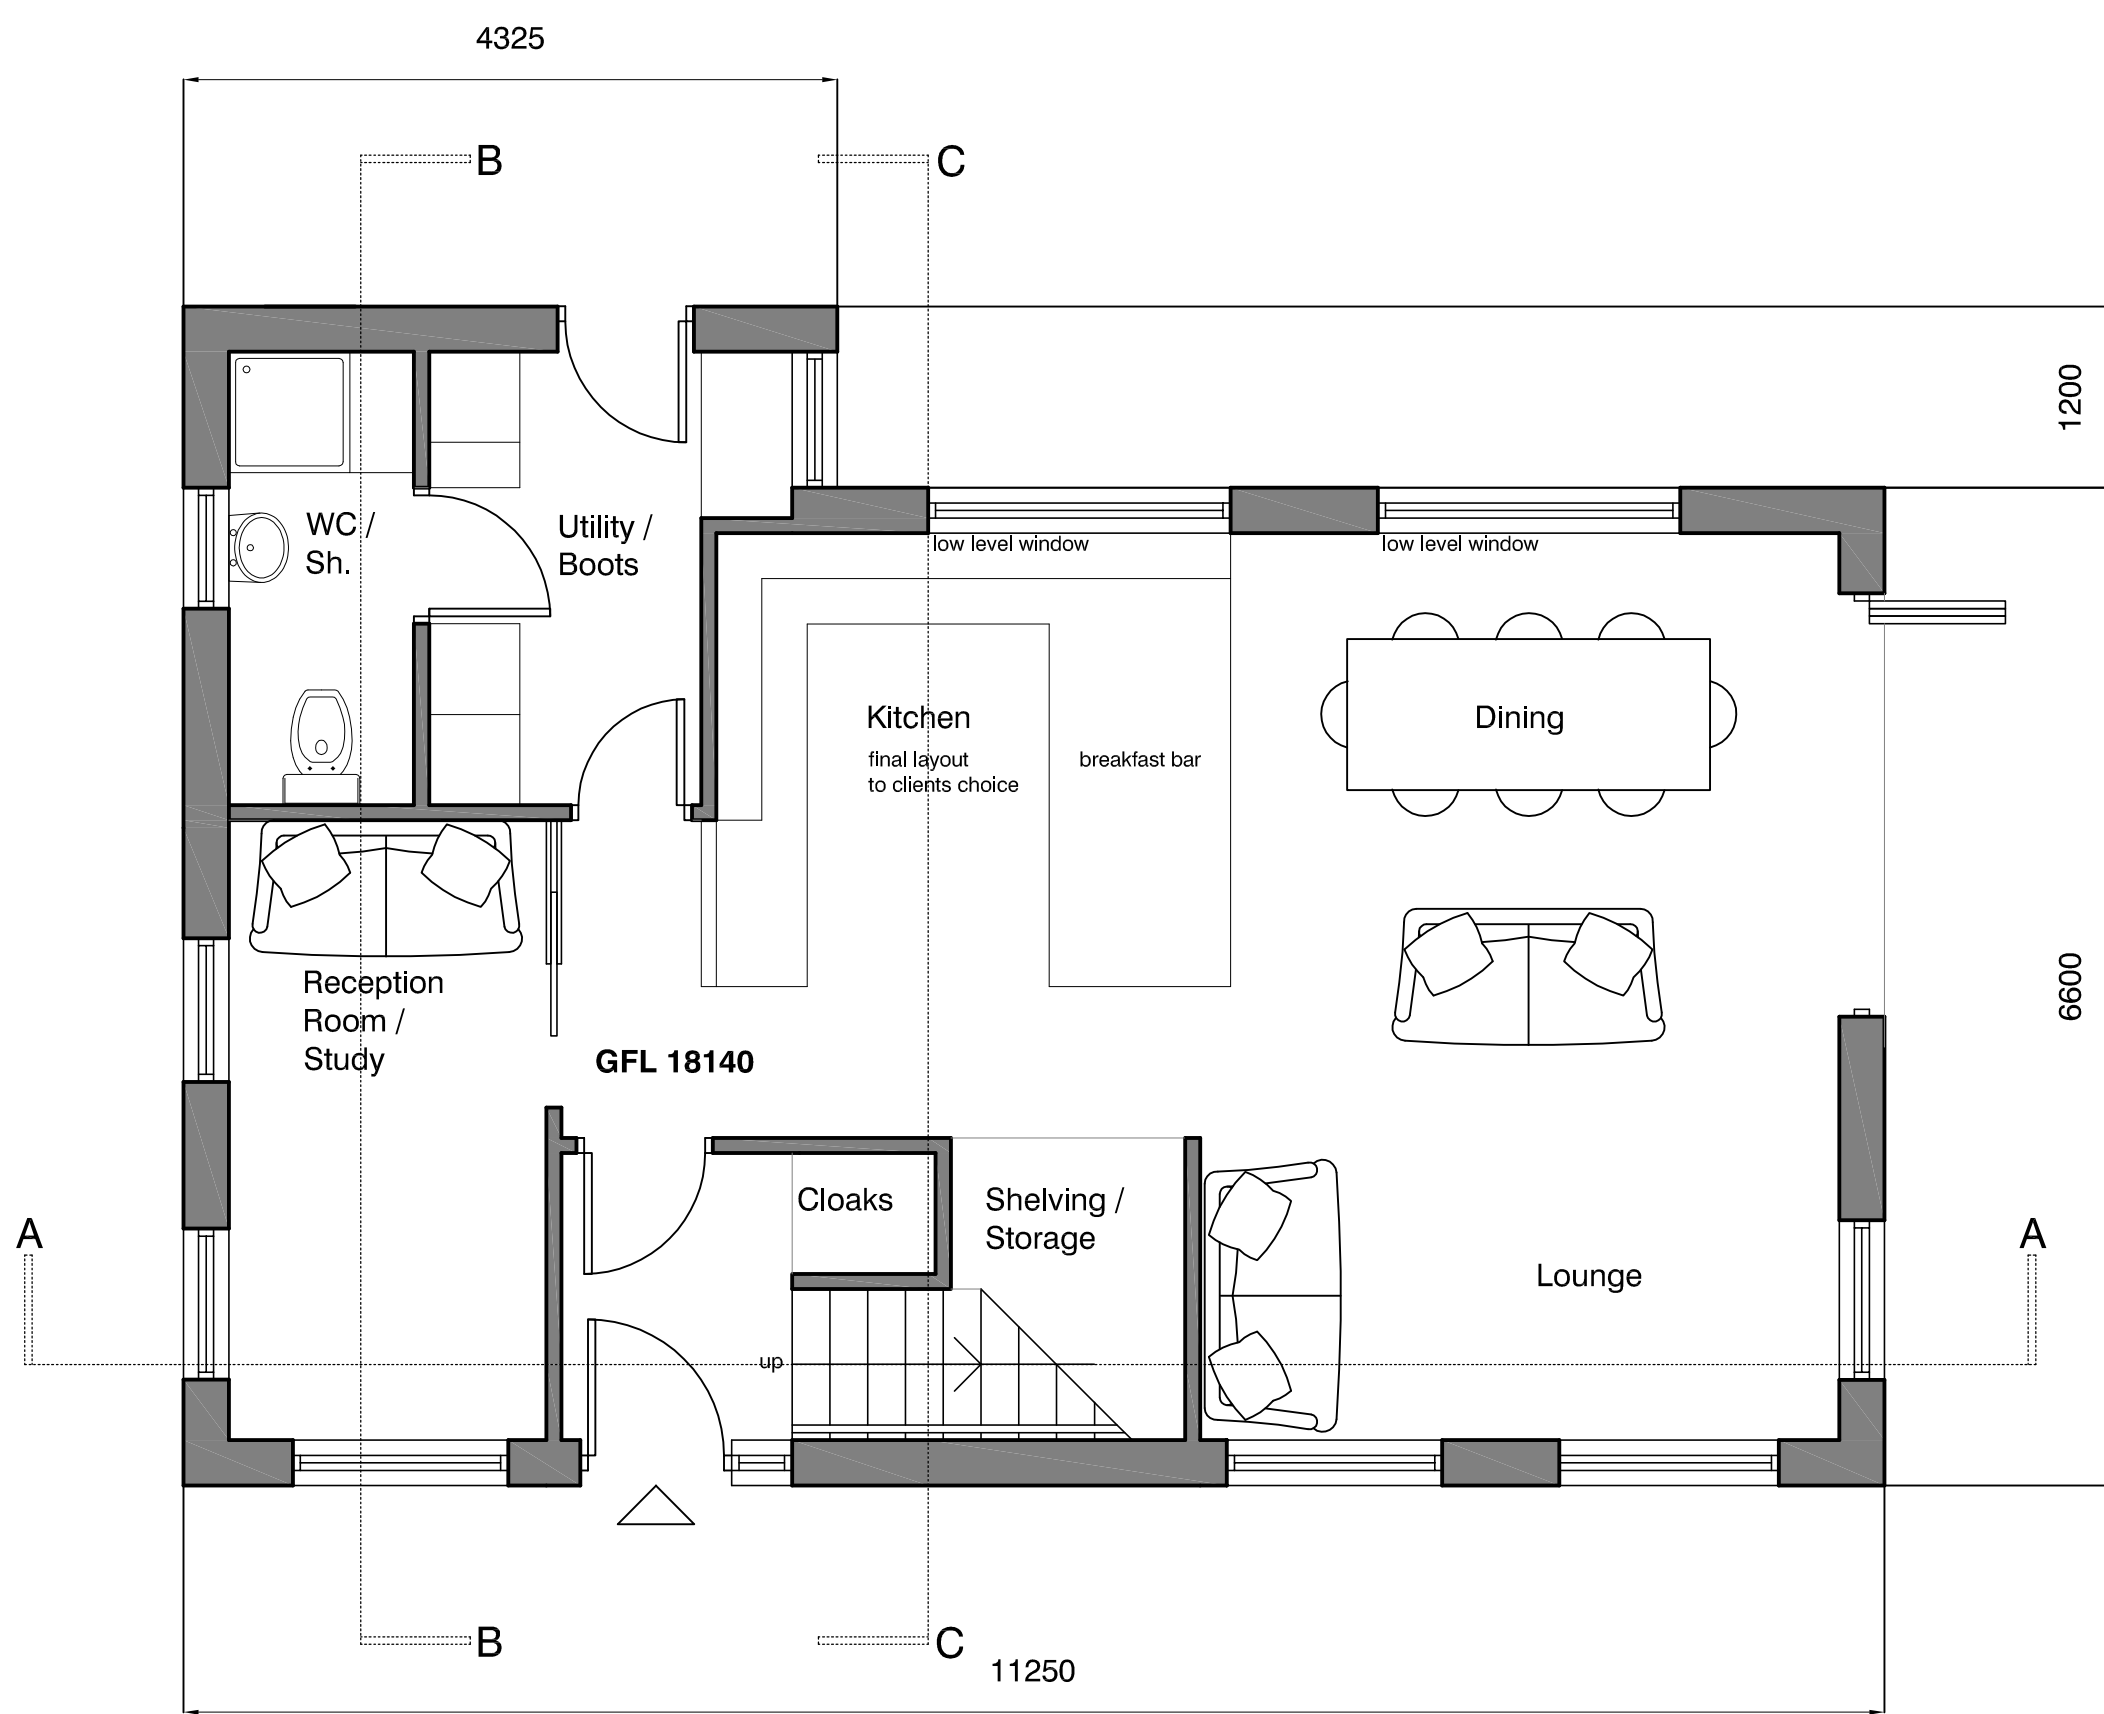 4325
B
C
1200
low level window
low level window
WC /
Sh.
Utility /
Boots
Kitchen
final layout
to clients choice
breakfast bar
Dining
Reception
Room /
Study
6600
GFL 18140
Cloaks
Shelving /
Storage
A
A
Lounge
up
B
C
11250